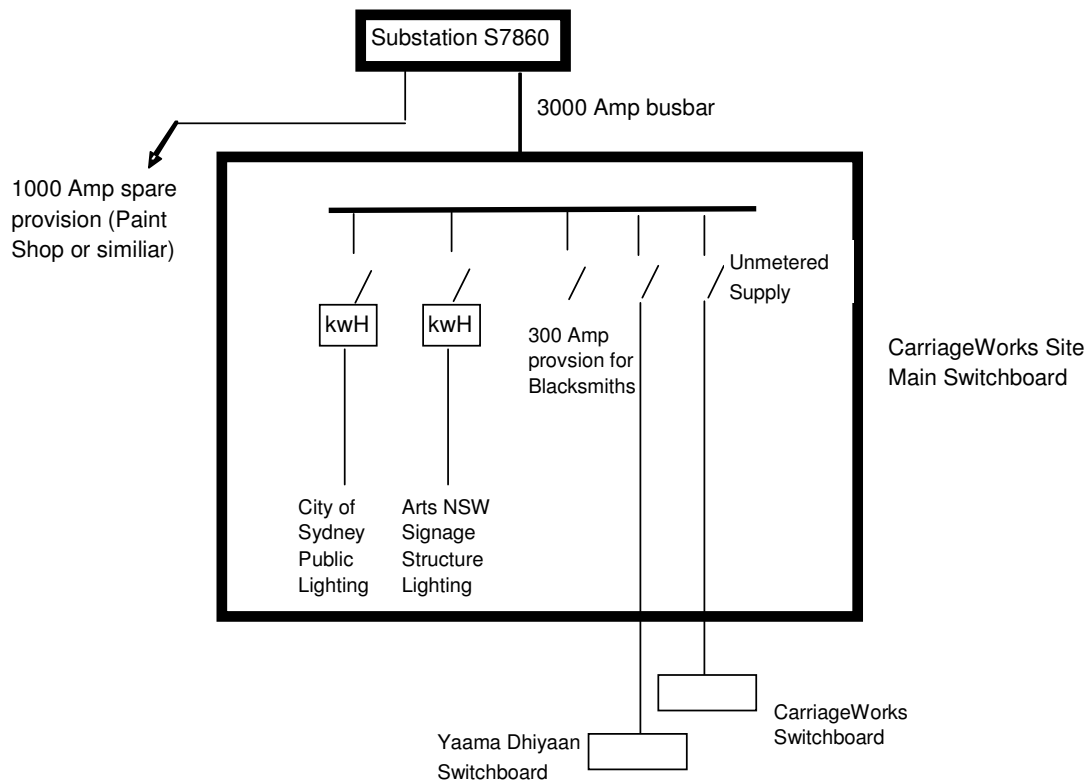 Substation S7860
3000 Amp busbar
1000 Amp spare
provision (Paint
Shop or similiar)
Unmetered
Supply
kwH
kwH
300 Amp
provsion for
Blacksmiths
CarriageWorks Site
Main Switchboard
City of
Sydney
Public
Lighting
Arts NSW
Signage
Structure
Lighting
CarriageWorks
Switchboard
Yaama Dhiyaan
Switchboard